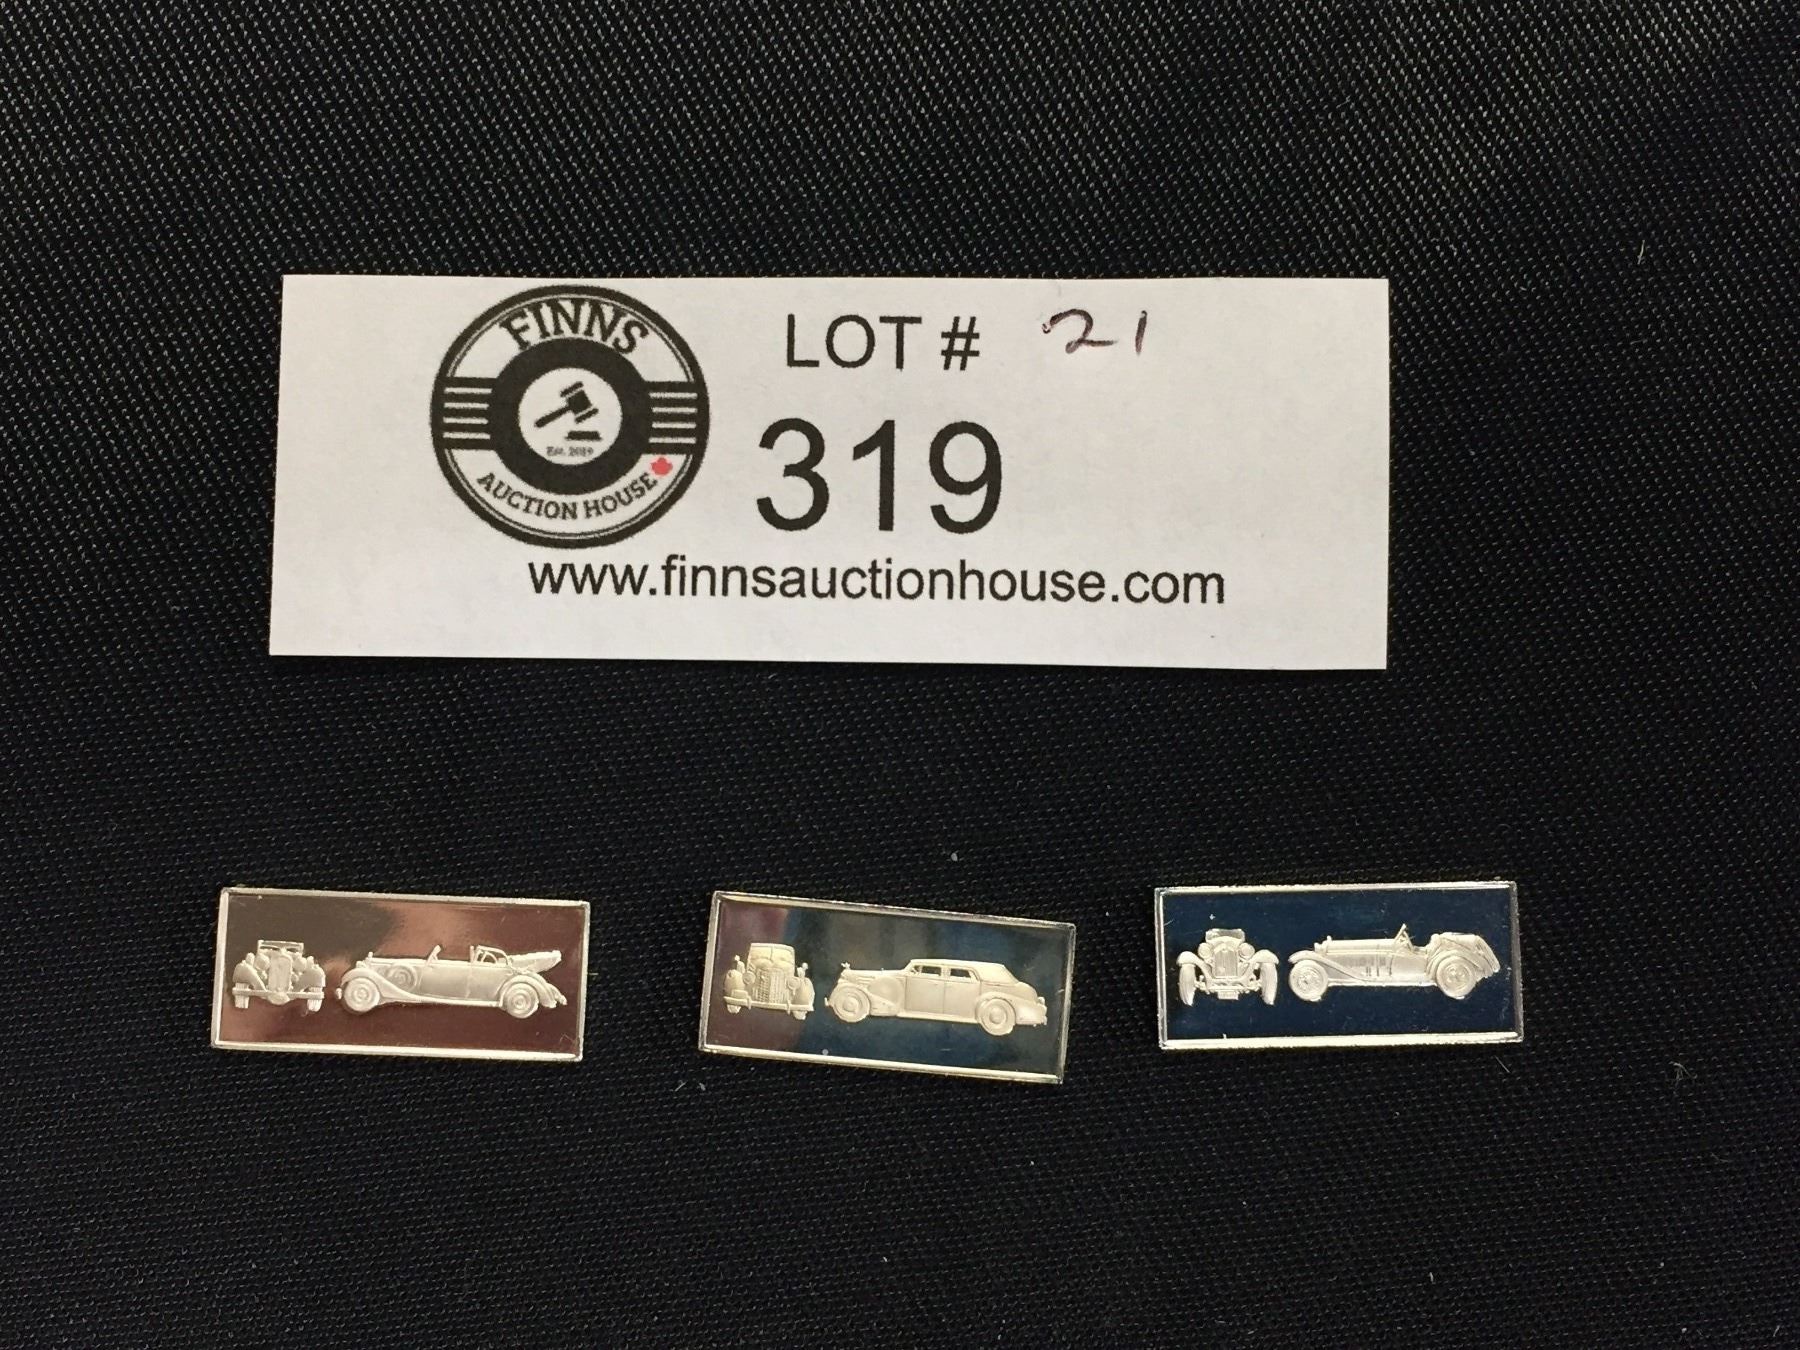 FINNS
Est. 2019
AUCTION HOUSE
LOT # 21
319
www.finnsauctionhouse.com